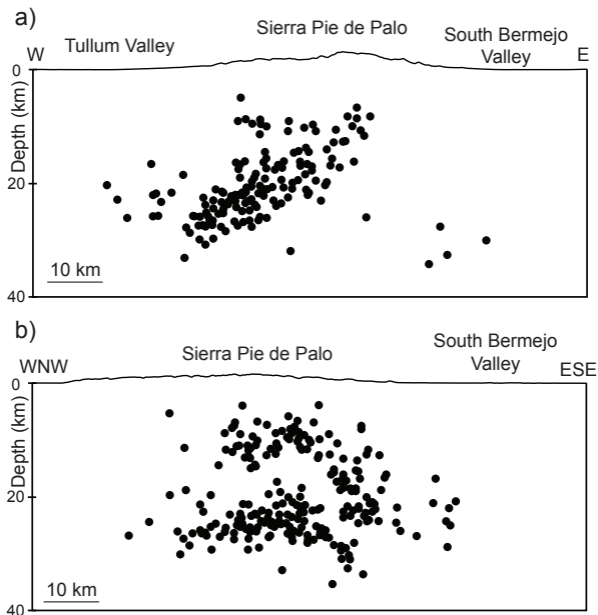 a)
Tullum Valley
Sierra Pie de Palo
South Bermejo
Valley
W
E
0
20
40
Depth (km)
10 km
b)
WNW
Sierra Pie de Palo
South Bermejo
Valley
ESE
0
20
40
Depth (km)
10 km